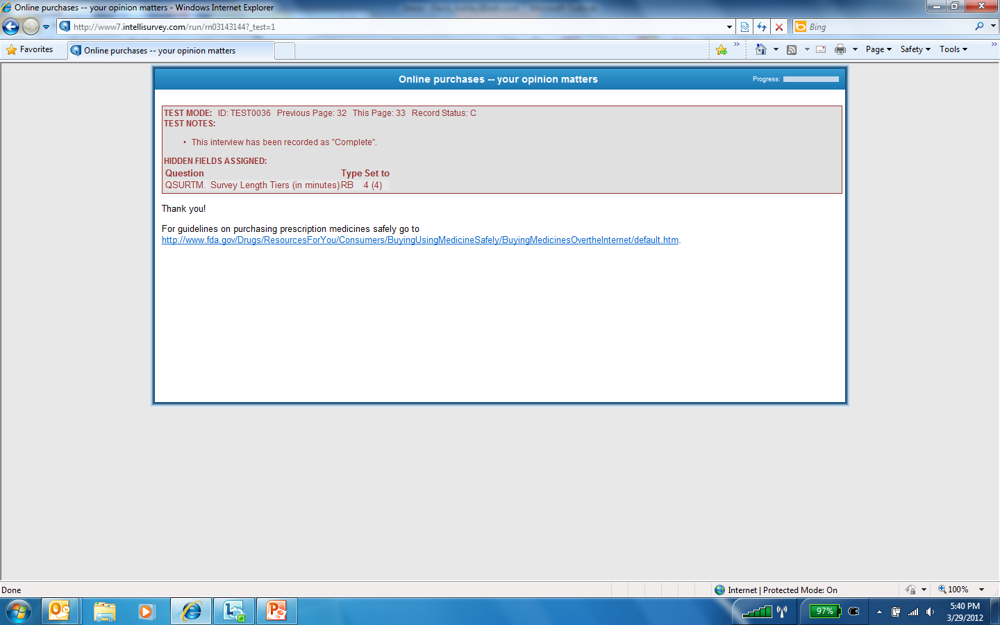 Online purchases -- your opinion matters - Windows Internet Explorer
http://www7.intellisurvey.com/run/rn03143144?_test=1
Bing
Favorites
Online purchases -- your opinion matters
Page
Safety
Tools
Online purchases -- your opinion matters
Progress:
TEST MODE: ID: TEST0036 Previous Page: 32 This Page: 33 Record Status: C
TEST NOTES:
• This interview has been recorded as "Complete".
HIDDEN FIELDS ASSIGNED:
Question Type Set to
QSURTM. Survey Length Tiers (in minutes) RB 4 (4)
Thank you!
For guidelines on purchasing prescription medicines safely go to
http://www.fda.gov/Drugs/ResourcesForYou/Consumers/BuyingUsingMedicineSafely/BuyingMedicinesOvertheInternet/default.htm.
Done
Internet | Protected Mode: On
100%
97%
5:40 PM
3/29/2012